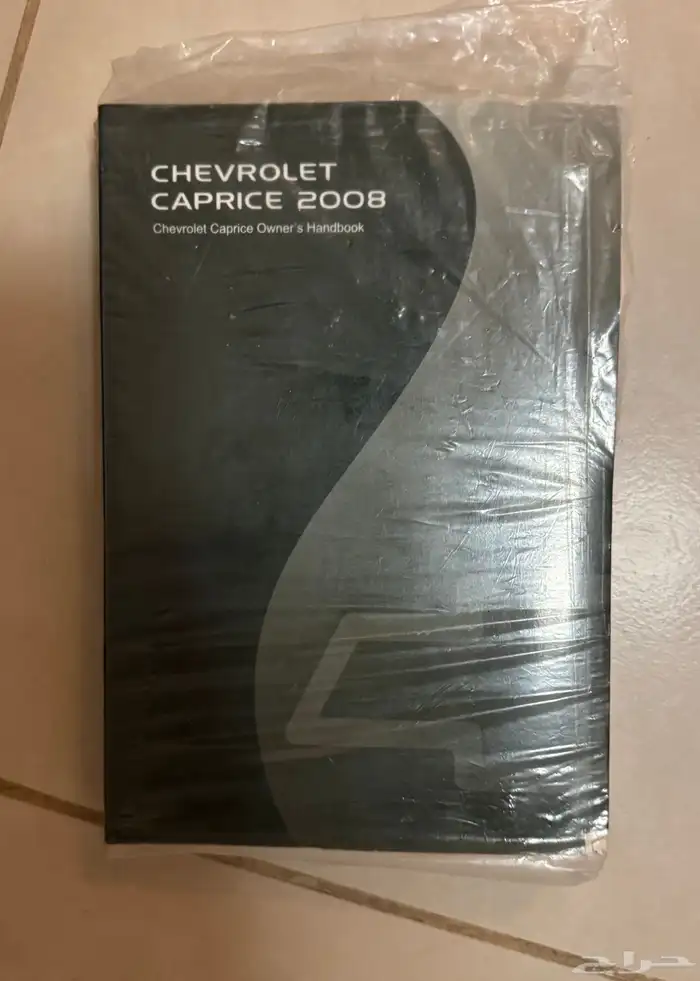 CHEVROLET
CAPRICE 2008
Chevrolet Caprice Owner's Handbook
حراج